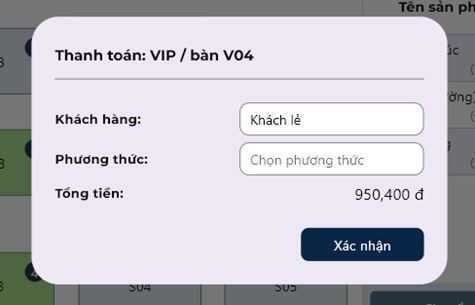 Tên sản ph
Thanh toán: VIP / bàn V04
Khách hàng:
Khách lẻ
Phương thức:
Chọn phương thức
Tổng tiền:
950,400 đ
Xác nhận
S04
S05